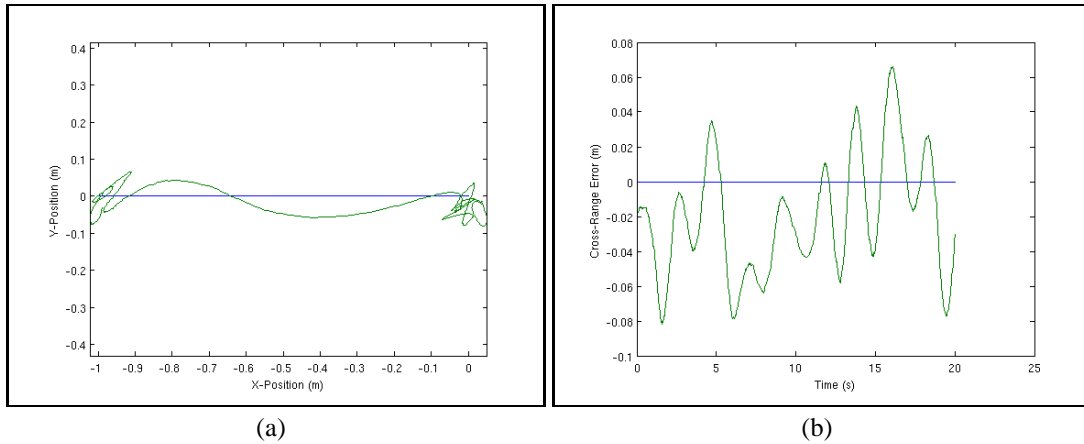 0.4
0.3
0.2
0.1
0
-0.1
-0.2
-0.3
-0.4
Y-Position (m)
-1 -0.9 -0.8 -0.7 -0.6 -0.5 -0.4 -0.3 -0.2 -0.1 0
X-Position (m)
(a)
0.08
0.06
0.04
0.02
0
-0.02
-0.04
-0.06
-0.08
-0.1
Cross-Range Error (m)
0 5 10 15 20 25
Time (s)
(b)